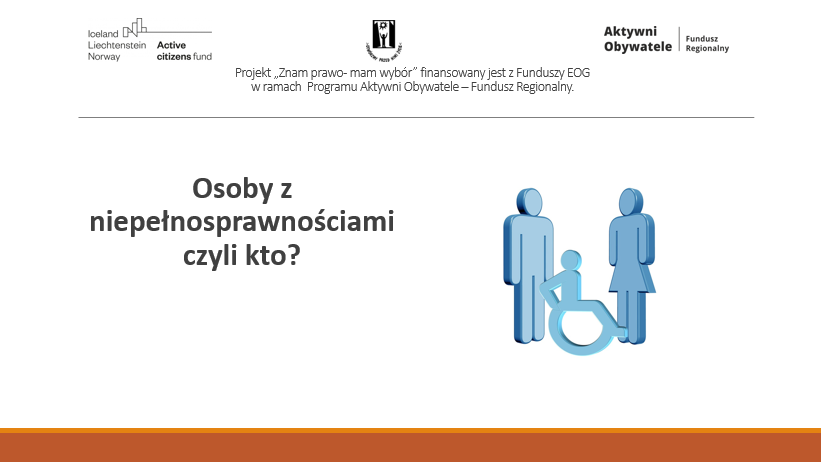 Iceland
Liechtenstein
Norway
Active
citizens fund
Aktywni
Obywatele
Fundusz
Regionalny
Projekt „Znam prawo- mam wybór” finansowany jest z Funduszy EOG
w ramach Programu Aktywni Obywatele – Fundusz Regionalny.
Osoby z
niepełnosprawnościami
czyli kto?